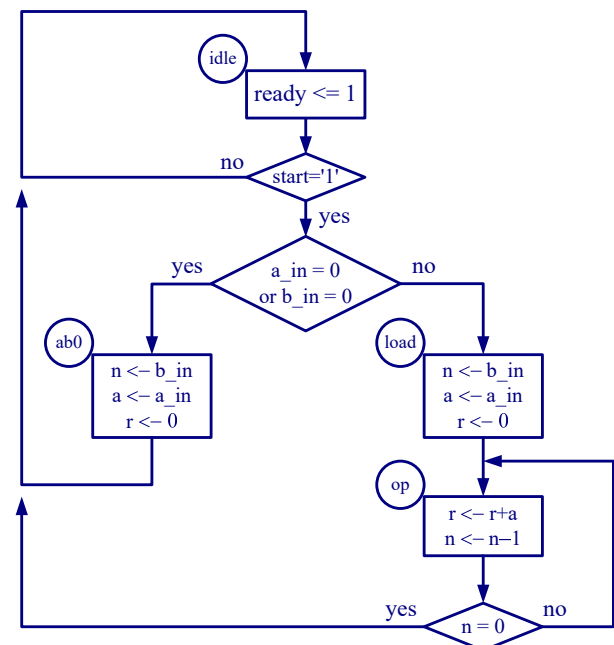 idle
ready <= 1
no
start='1'
yes
yes
a_in = 0
or b_in = 0
no
ab0
n <– b_in
a <– a_in
r <– 0
load
n <– b_in
a <– a_in
r <– 0
op
r <– r+a
n <– n–1
yes
n = 0
no